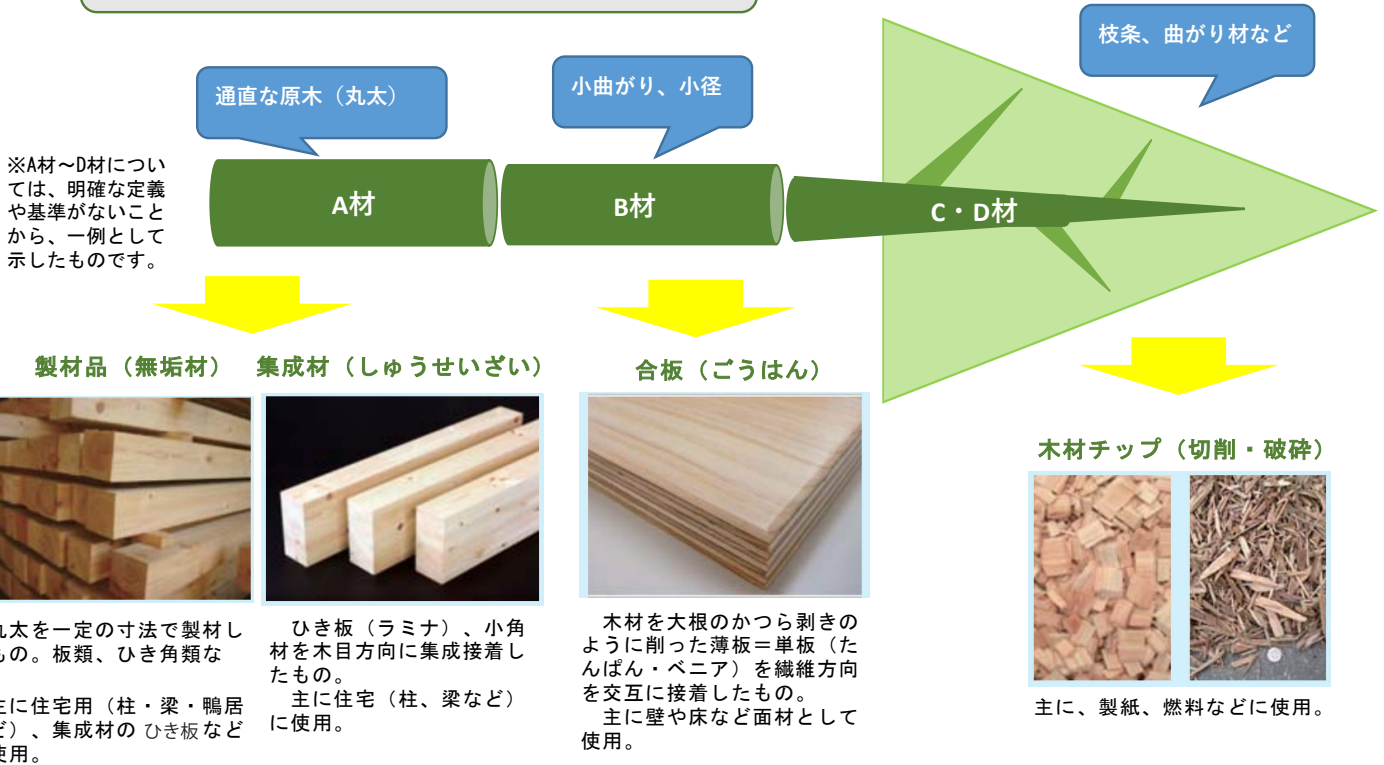 枝条、曲がり材など
通直な原木（丸太）
小曲がり、小径
※A材～D材につい
ては、明確な定義
や基準がないこと
から、一例として
示したものです。
A材
B材
C・D材
製材品（無垢材）
集成材（しゅうせいざい）
合板（ごうはん）
木材チップ（切削・破砕）
丸太を一定の寸法で製材し
もの。板類、ひき角類な
主に住宅用（柱・梁・鴨居
ど）、集成材の ひき板 など
使用。
ひき板（ラミナ）、小角
材を木目方向に集成接着し
たもの。
主に住宅（柱、梁など）
に使用。
木材を大根のかつら剥きの
ように削った薄板＝単板（た
んぱん・ベニア）を繊維方向
を交互に接着したもの。
主に壁や床など面材として
使用。
主に、製紙、燃料などに使用。